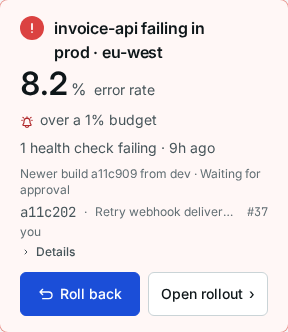 invoice-api failing in
prod · eu-west
8.2 % error rate
over a 1% budget
1 health check failing · 9h ago
Newer build a11c909 from dev · Waiting for
approval
a11c202 · Retry webhook deliver... #37
you
› Details
Roll back
Open rollout ›